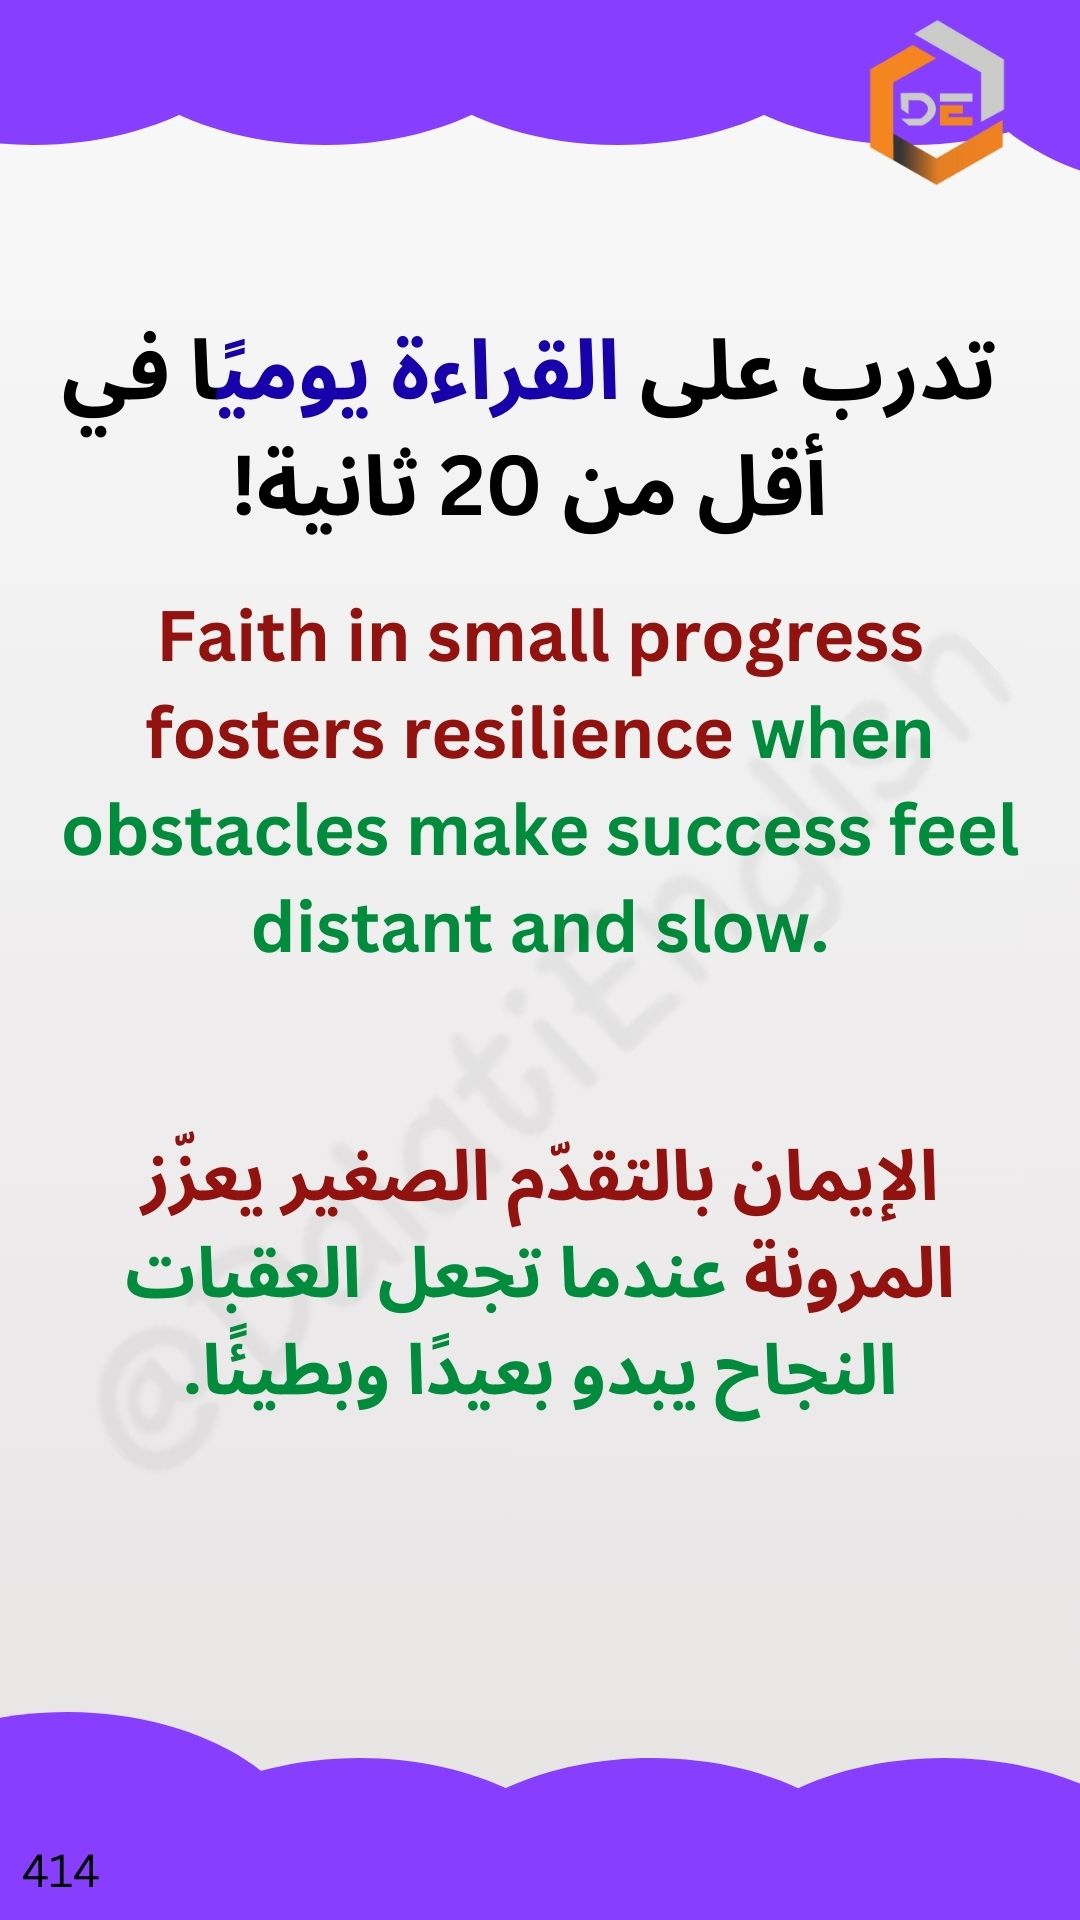 DE
تدرب على القراءة يوميًا في
أقل من 20 ثانية!
Faith in small progress
fosters resilience when
obstacles make success feel
distant and slow.
@DalatiEnglish
الإيمان بالتقدّم الصغير يعزّز
المرونة عندما تجعل العقبات
النجاح يبدو بعيدًا وبطيئًا.
414